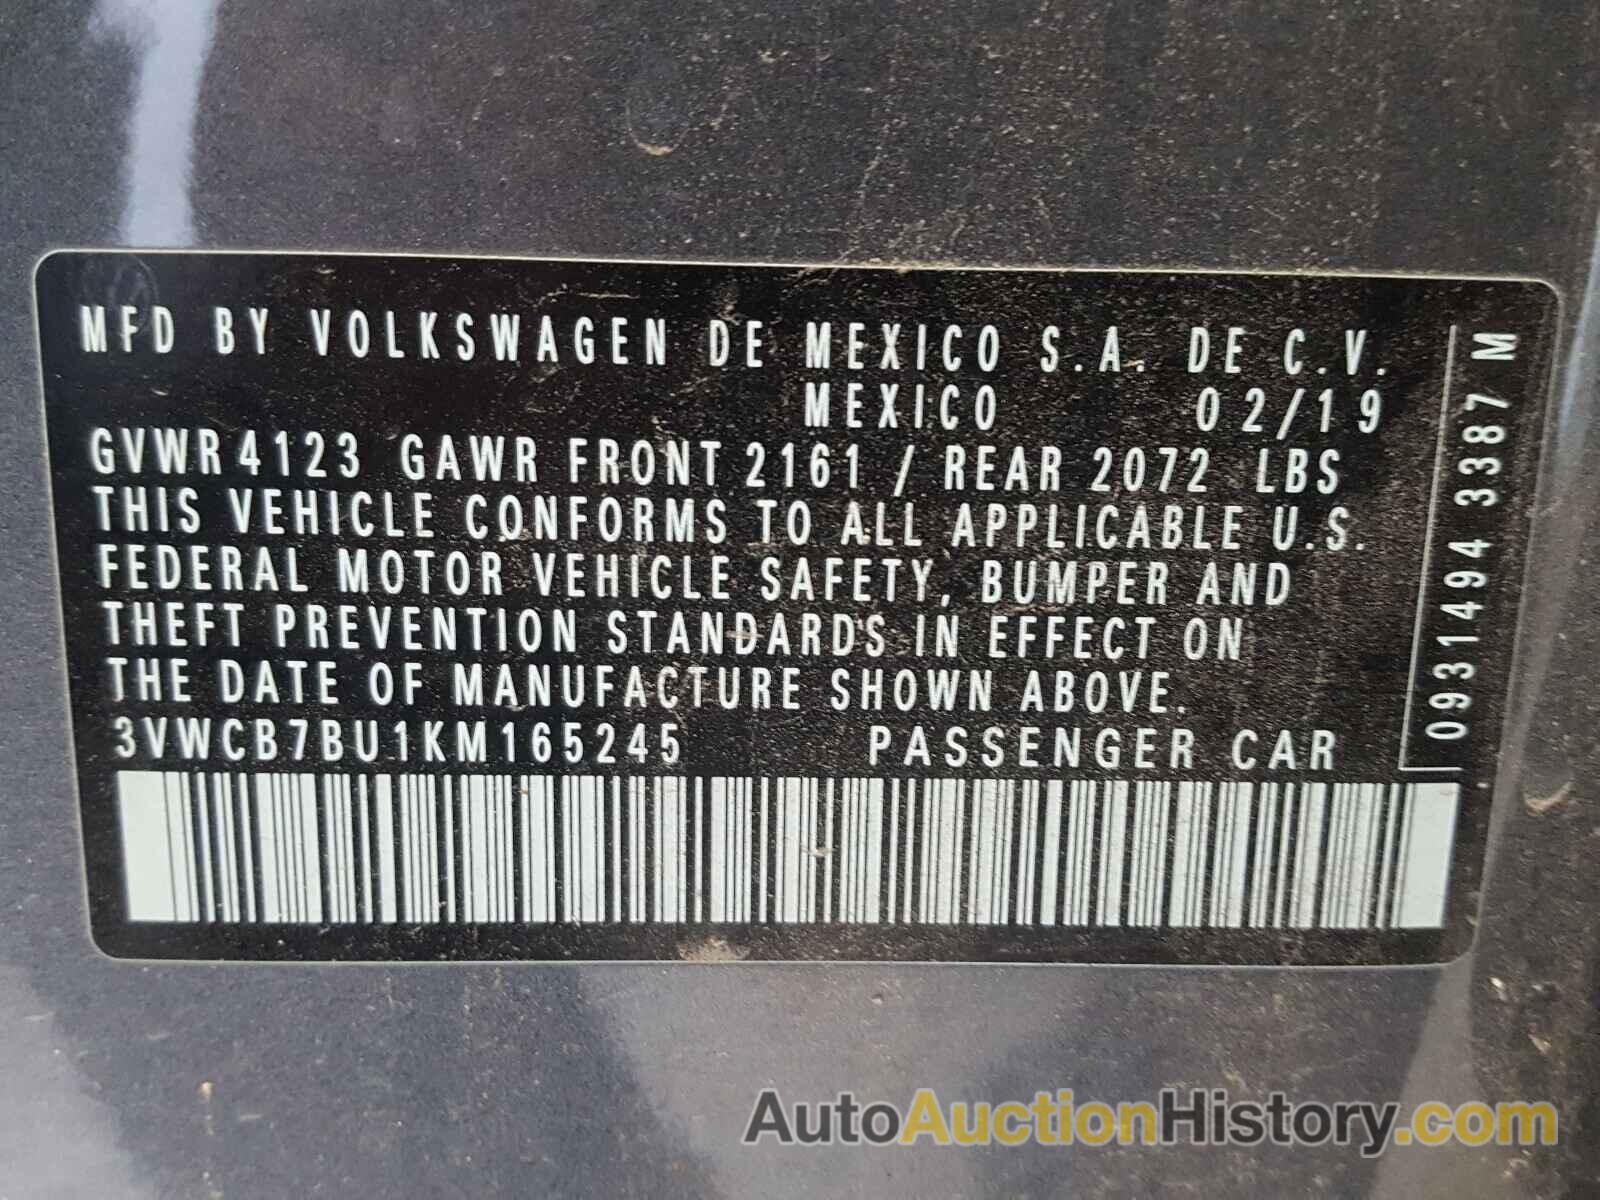 MFD BY VOLKSWAGEN DE MEXICO S.A. DE C.V.
MEXICO 02/19
GVWR 4123 GAWR FRONT 2161 / REAR 2072 LBS
THIS VEHICLE CONFORMS TO ALL APPLICABLE U.S.
FEDERAL MOTOR VEHICLE SAFETY, BUMPER AND
THEFT PREVENTION STANDARDS IN EFFECT ON
THE DATE OF MANUFACTURE SHOWN ABOVE.
3VWCB7BU1KM165245 PASSENGER CAR
0931494 3387 M
AutoAuctionHistory.com